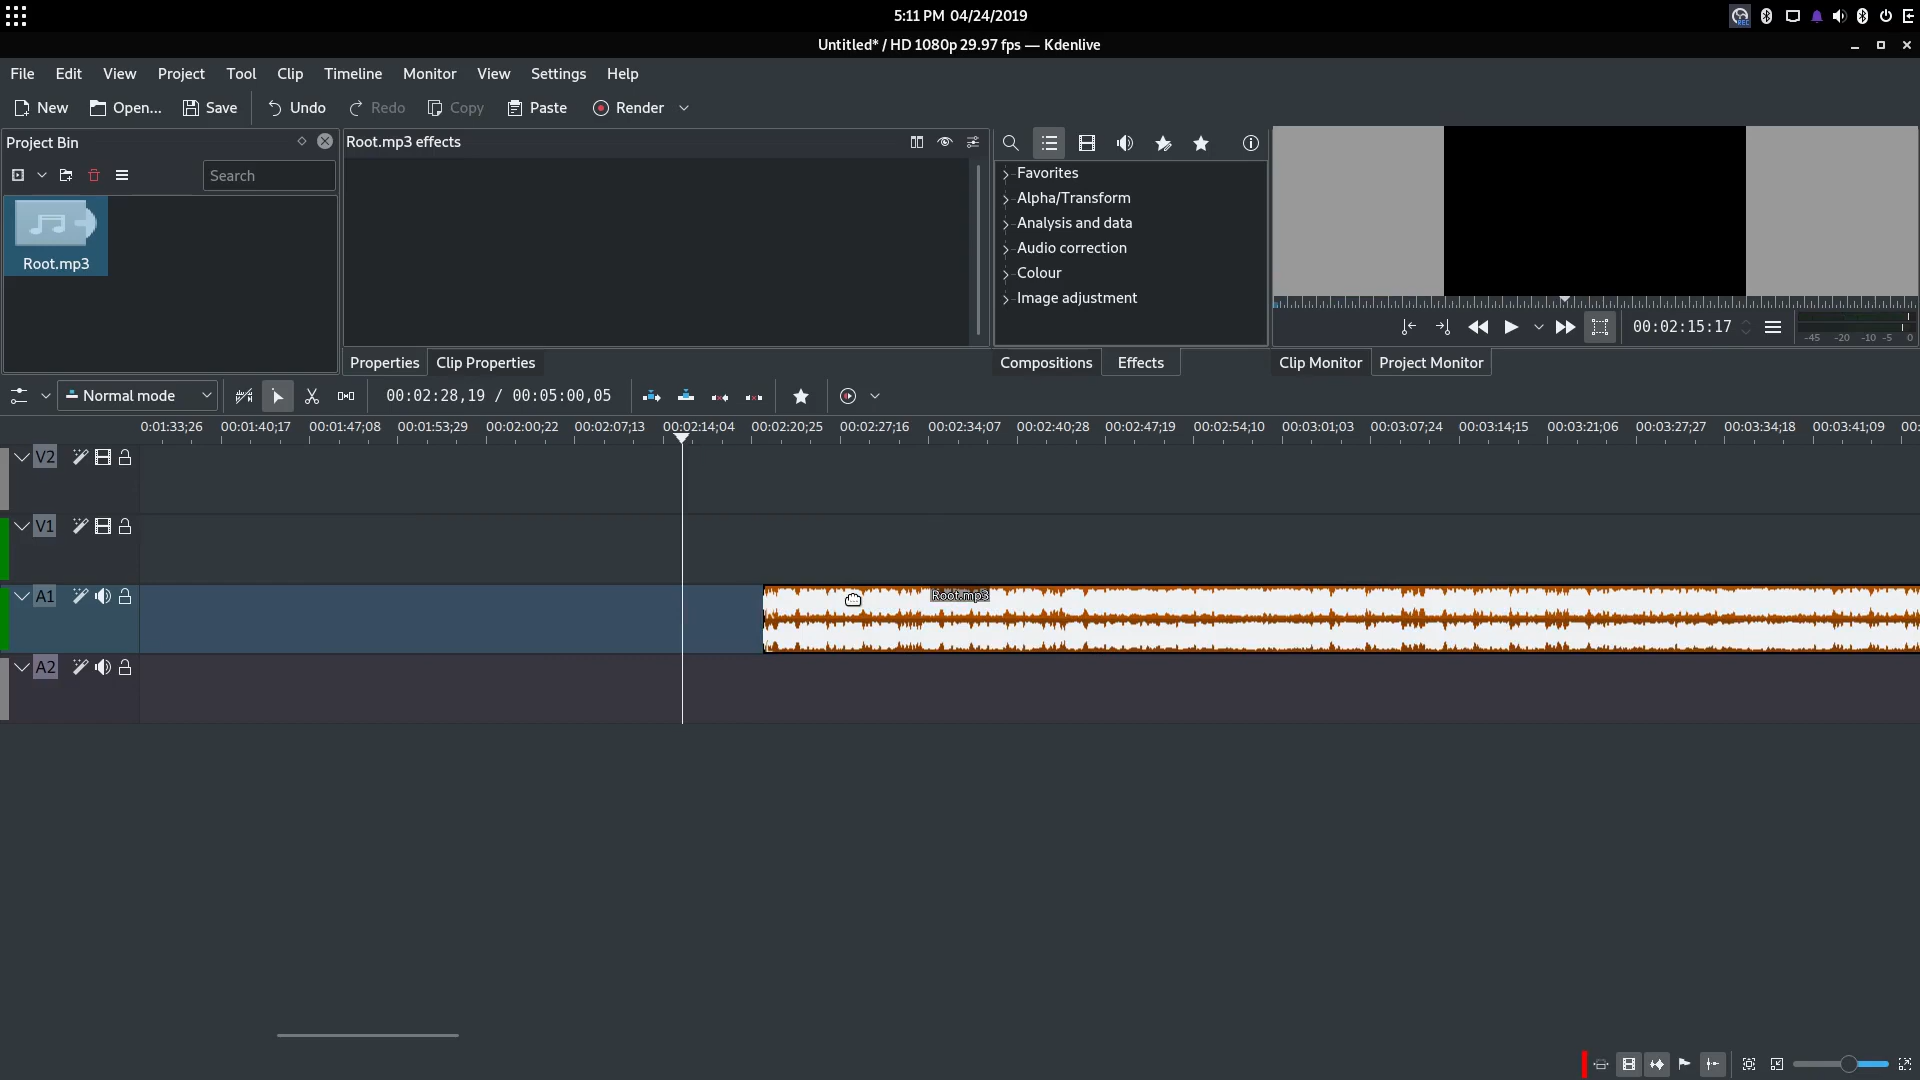 5:11 PM 04/24/2019
Untitled* / HD 1080p 29.97 fps — Kdenlive
File Edit View Project Tool Clip Timeline Monitor View Settings Help
New Open... Save Undo Redo Copy Paste Render
Project Bin
Search
Root.mp3
Root.mp3 effects
Properties Clip Properties
Favorites
Alpha/Transform
Analysis and data
Audio correction
Colour
Image adjustment
Compositions Effects
00:02:15:17
-45 -20 -10 -5 0
Clip Monitor Project Monitor
Normal mode 00:02:28,19 / 00:05:00,05
0:01:33;26 00:01:40;17 00:01:47;08 00:01:53;29 00:02:00;22 00:02:07;13 00:02:14;04 00:02:20;25 00:02:27;16 00:02:34;07 00:02:40;28 00:02:47;19 00:02:54;10 00:03:01;03 00:03:07;24 00:03:14;15 00:03:21;06 00:03:27;27 00:03:34;18 00:03:41;09 00:
V2
V1
A1
Root.mp3
A2